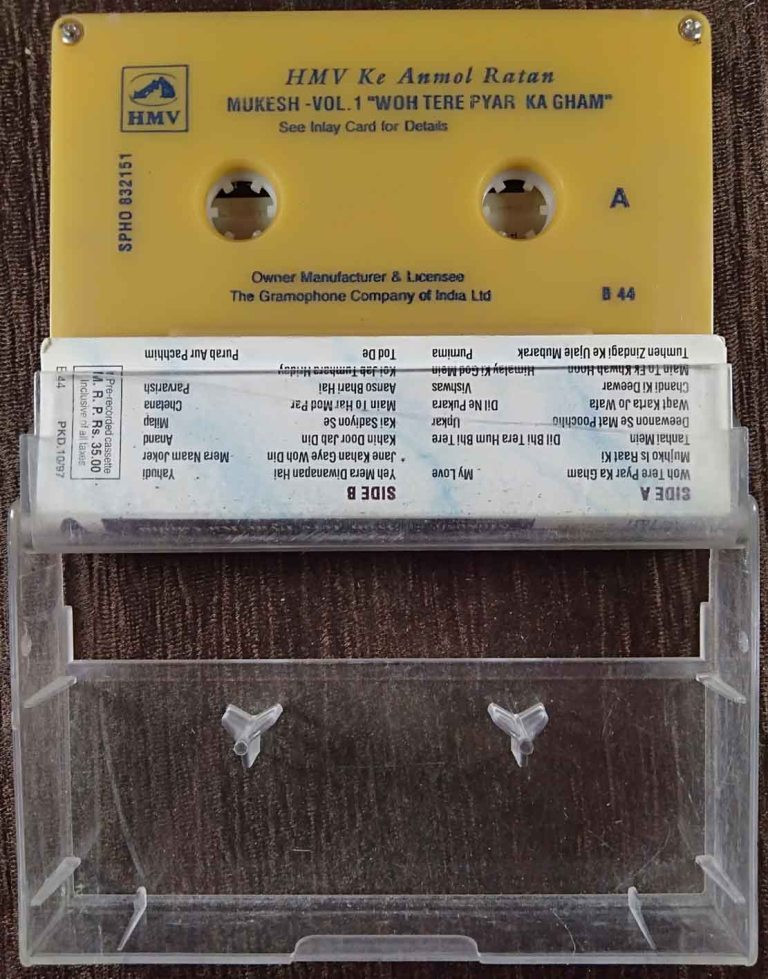 HMV
HMV Ke Anmol Ratan
MUKESH -VOL.1 "WOH TERE PYAR KA GHAM"
See Inlay Card for Details
SPHO 832151
A
Owner Manufacturer & Licensee
The Gramophone Company of India Ltd
B 44
SIDE A
Woh Tere Pyar Ka Gham My Love
Mujhko Is Raat Ki
Tanhai Mein Dil Bhi Tera Hum Bhi Tere
Deewanon Se Mat Poochho Upkar
Waqt Karta Jo Wafa Dil Ne Pukara
Chandi Ki Deewar Vishwas
Main To Ek Khwab Hoon Himalay Ki God Mein
Tumhen Zindagi Ke Ujale Mubarak Purnima
SIDE B
Yeh Mera Diwanapan Hai Yahudi
* Jane Kahan Gaye Woh Din Mera Naam Joker
Kahin Door Jab Din Anand
Kai Sadiyon Se Milap
Main To Har Mod Par Chetana
Aanso Bhari Hai Parvarish
Koi Jab Tumhara Hriday
Tod De Purab Aur Pachhim
Pre-recorded cassette
M. R. P. Rs. 35.00
Inclusive of all taxes
B 44 PKD.10/97